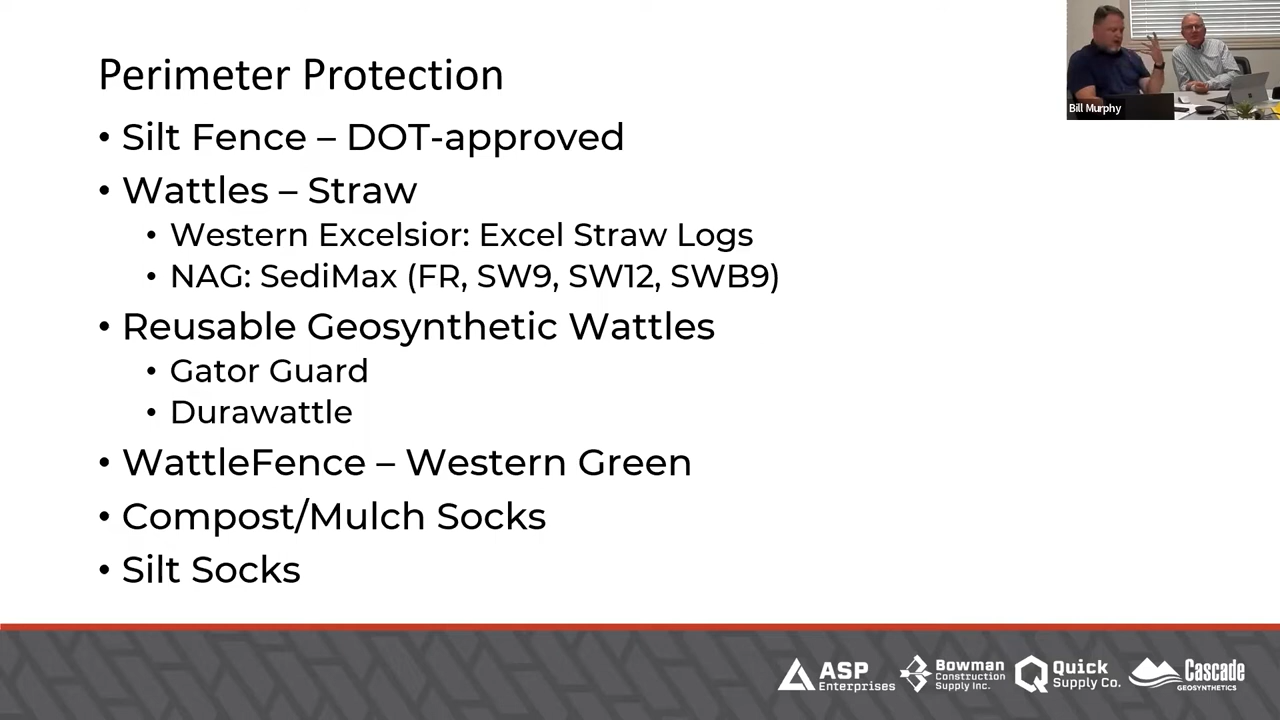 Perimeter Protection
• Silt Fence – DOT-approved
• Wattles – Straw
• Western Excelsior: Excel Straw Logs
• NAG: SediMax (FR, SW9, SW12, SWB9)
• Reusable Geosynthetic Wattles
• Gator Guard
• Durawattle
• WattleFence – Western Green
• Compost/Mulch Socks
• Silt Socks
Bill Murphy
ASP
Enterprises
Bowman
Construction
Supply Inc.
Quick
Supply Co.
Cascade
GEOSYNTHETICS